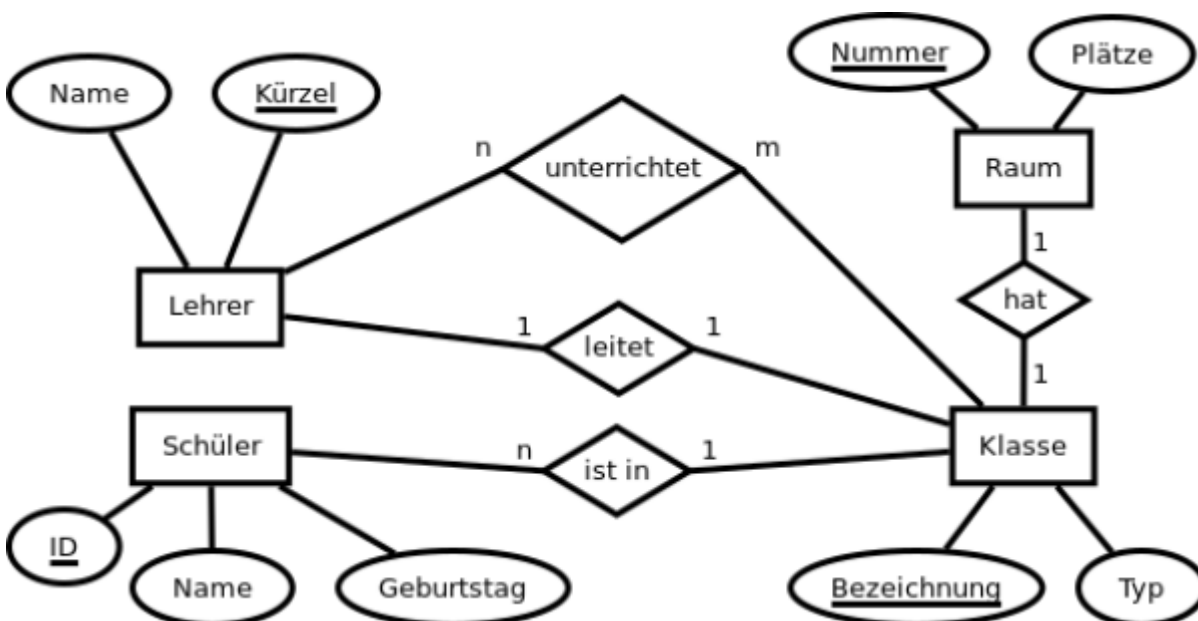 Nummer
Plätze
Name
Kürzel
n
unterrichtet
m
Raum
1
hat
1
Lehrer
1
leitet
1
Schüler
n
ist in
1
Klasse
ID
Name
Geburtstag
Bezeichnung
Typ